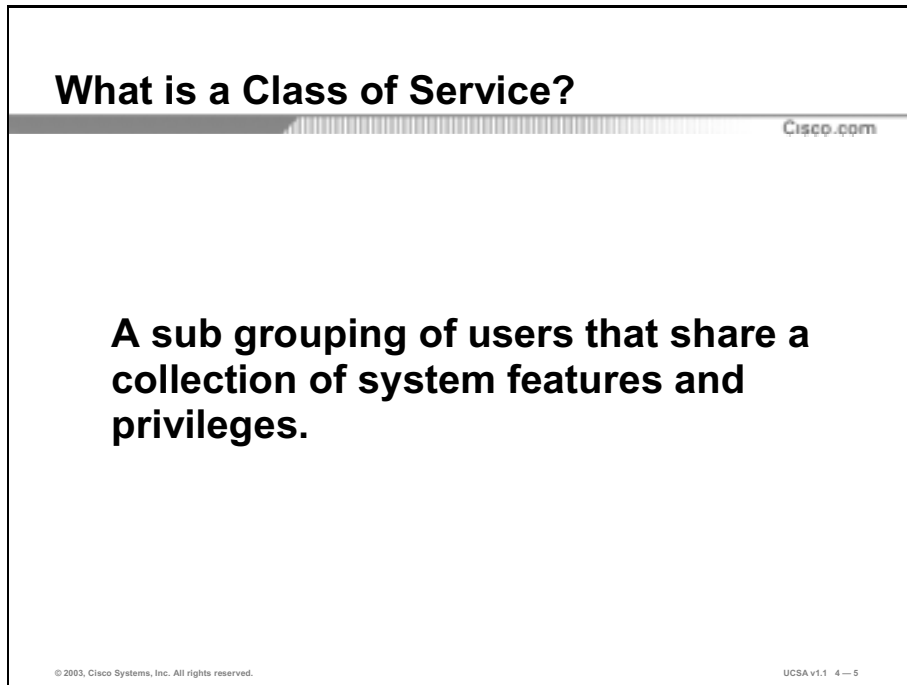 What is a Class of Service?
Cisco.com
A sub grouping of users that share a
collection of system features and
privileges.
© 2003, Cisco Systems, Inc. All rights reserved.
UCSA v1.1 4 — 5